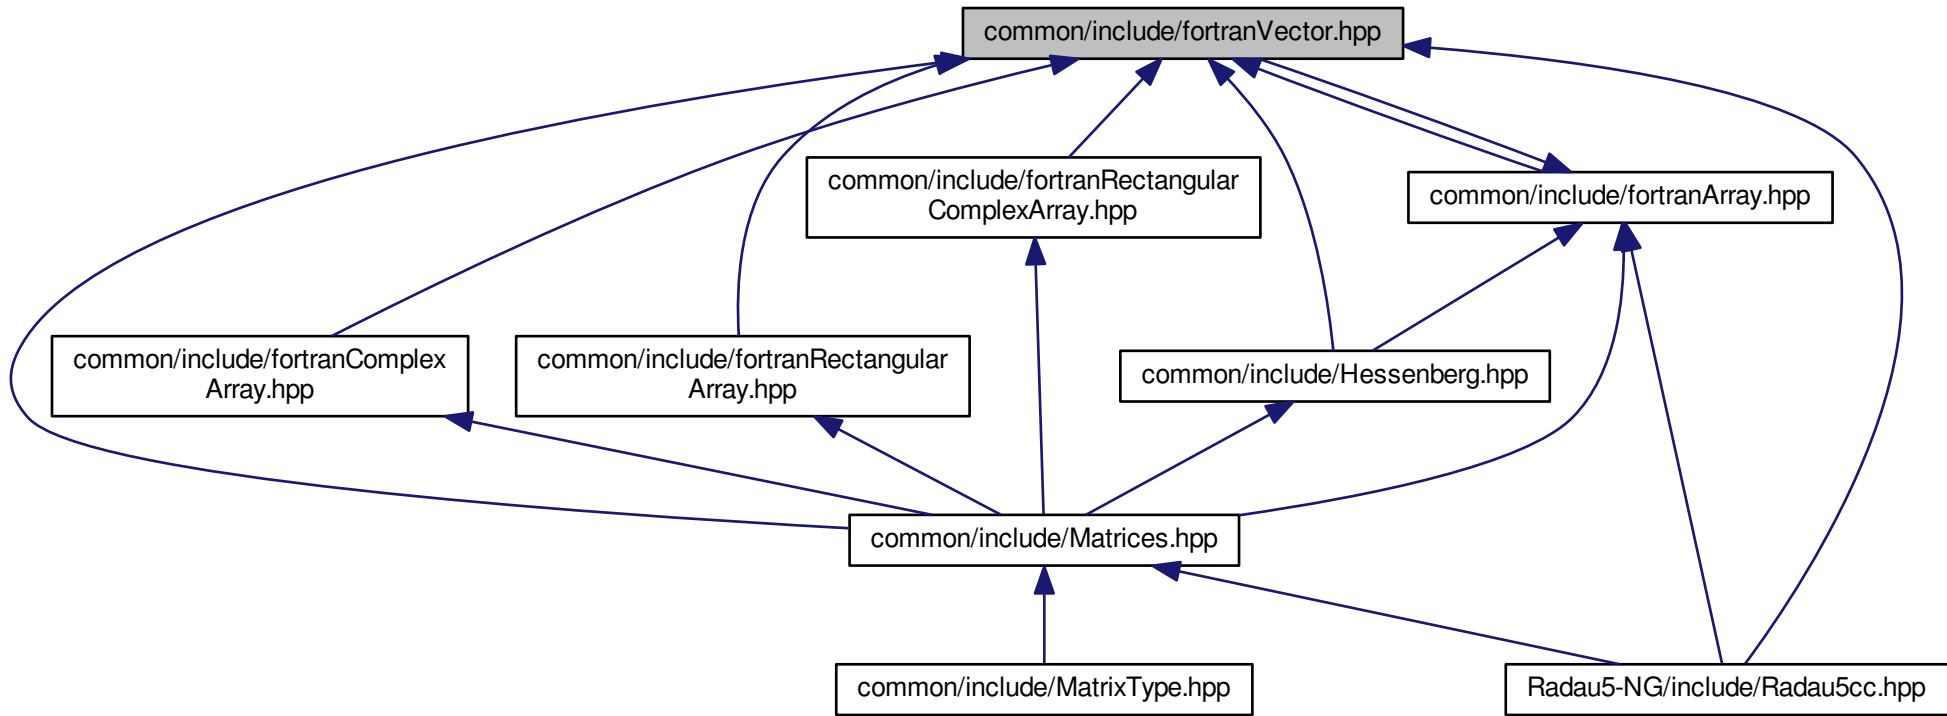 common/include/fortranVector.hpp
common/include/fortranRectangular
ComplexArray.hpp
common/include/fortranArray.hpp
common/include/fortranComplex
Array.hpp
common/include/fortranRectangular
Array.hpp
common/include/Hessenberg.hpp
common/include/Matrices.hpp
common/include/MatrixType.hpp
Radau5-NG/include/Radau5cc.hpp